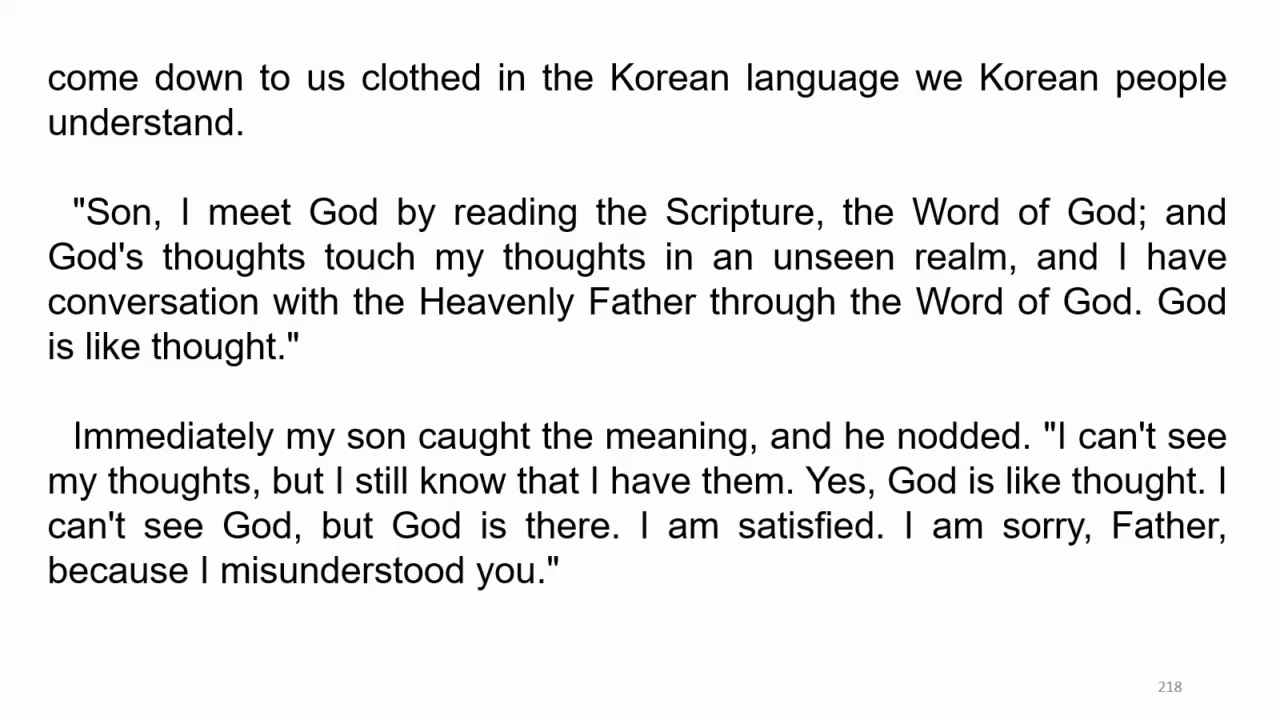 come down to us clothed in the Korean language we Korean people
understand.
"Son, I meet God by reading the Scripture, the Word of God; and
God's thoughts touch my thoughts in an unseen realm, and I have
conversation with the Heavenly Father through the Word of God. God
is like thought."
Immediately my son caught the meaning, and he nodded. "I can't see
my thoughts, but I still know that I have them. Yes, God is like thought. I
can't see God, but God is there. I am satisfied. I am sorry, Father,
because I misunderstood you."
218